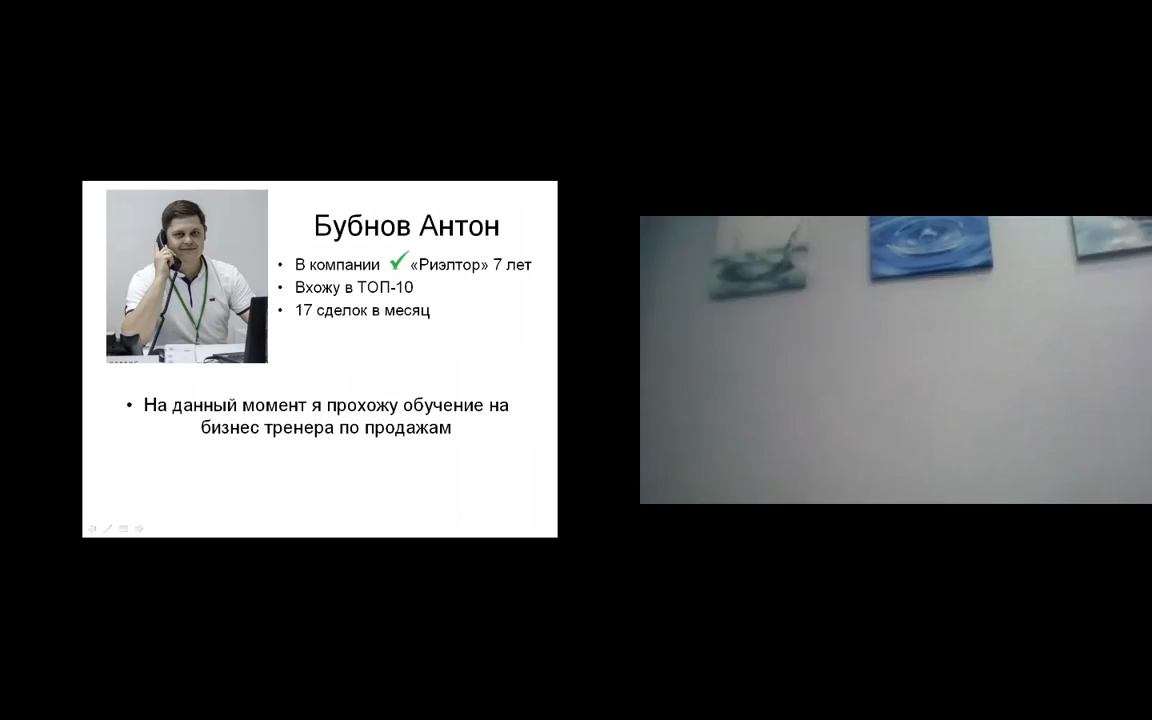 Бубнов Антон
• В компании «Риэлтор» 7 лет
• Вхожу в ТОП-10
• 17 сделок в месяц
• На данный момент я прохожу обучение на
бизнес тренера по продажам